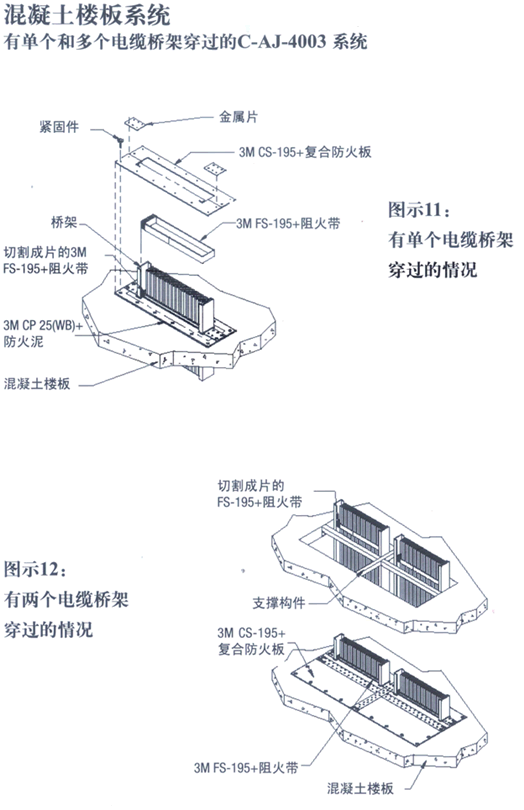 混凝土楼板系统
有单个和多个电缆桥架穿过的C-AJ-4003 系统
金属片
紧固件
3M CS-195+复合防火板
桥架
3M FS-195+阻火带
切割成片的3M
FS-195+阻火带
3M CP 25(WB)+
防火泥
混凝土楼板
图示11：
有单个电缆桥架
穿过的情况
切割成片的
FS-195+阻火带
图示12：
有两个电缆桥架
穿过的情况
支撑构件
3M CS-195+
复合防火板
3M FS-195+阻火带
混凝土楼板